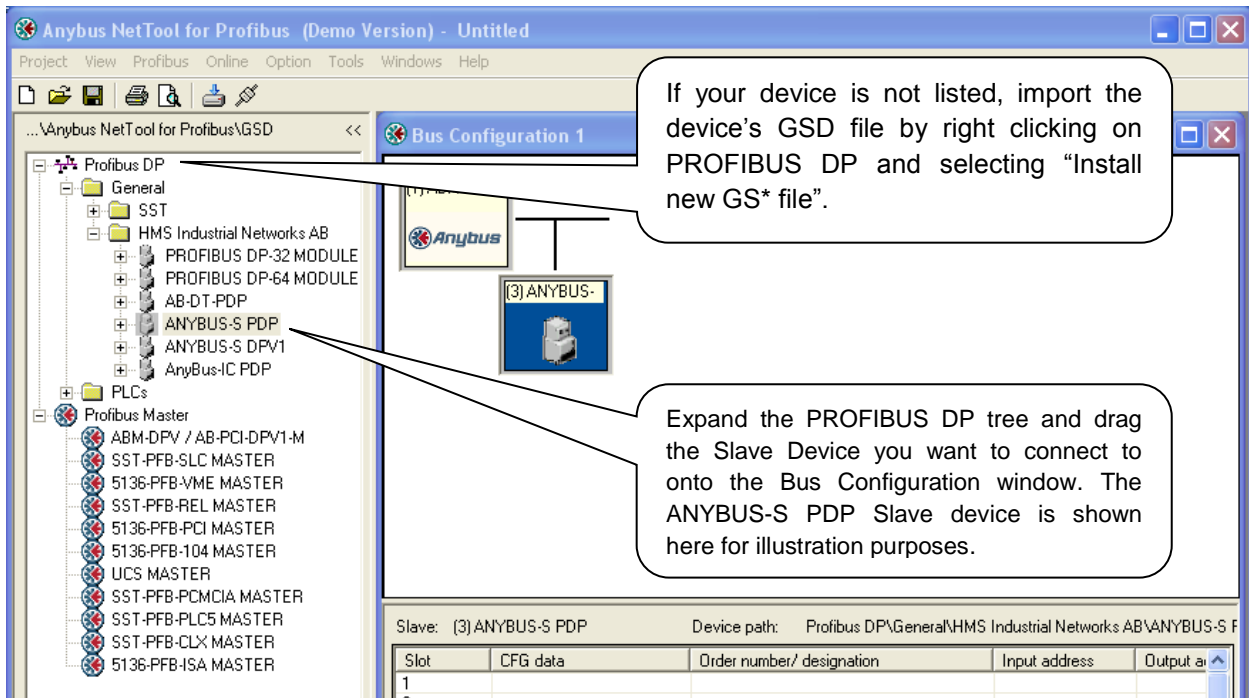 Anybus NetTool for Profibus (Demo Version) - Untitled
Project View Profibus Online Option Tools Windows Help
...\Anybus NetTool for Profibus\GSD <<
Profibus DP
General
SST
HMS Industrial Networks AB
PROFIBUS DP-32 MODULE
PROFIBUS DP-64 MODULE
AB-DT-PDP
ANYBUS-S PDP
ANYBUS-S DPV1
AnyBus-IC PDP
PLCs
Profibus Master
ABM-DPV / AB-PCI-DPV1-M
SST-PFB-SLC MASTER
5136-PFB-VME MASTER
SST-PFB-REL MASTER
5136-PFB-PCI MASTER
5136-PFB-104 MASTER
UCS MASTER
SST-PFB-PCMCIA MASTER
SST-PFB-PLC5 MASTER
SST-PFB-CLX MASTER
5136-PFB-ISA MASTER
Bus Configuration 1
Anybus
(3) ANYBUS-
If your device is not listed, import the
device's GSD file by right clicking on
PROFIBUS DP and selecting “Install
new GS* file”.
Expand the PROFIBUS DP tree and drag
the Slave Device you want to connect to
onto the Bus Configuration window. The
ANYBUS-S PDP Slave device is shown
here for illustration purposes.
Slave: (3) ANYBUS-S PDP Device path: Profibus DP\General\HMS Industrial Networks AB\ANYBUS-S
Slot CFG data Order number/ designation Input address Output
1